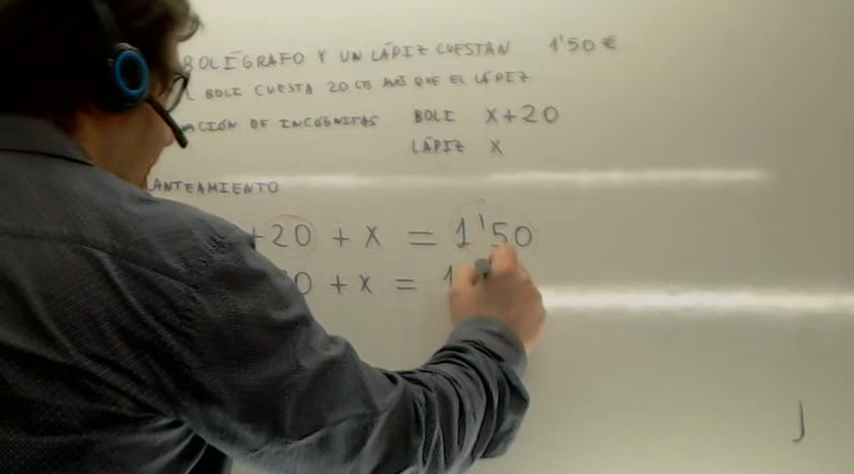 BOLÍGRAFO Y UN LÁPIZ CUESTAN 1'50 €
BOLI CUESTA 20 CTS MÁS QUE EL LÁPIZ
ACIÓN DE INCÓGNITAS BOLI X+20
LÁPIZ X
LANTEAMIENTO
+20 + X = 1'50
0 + X = 1